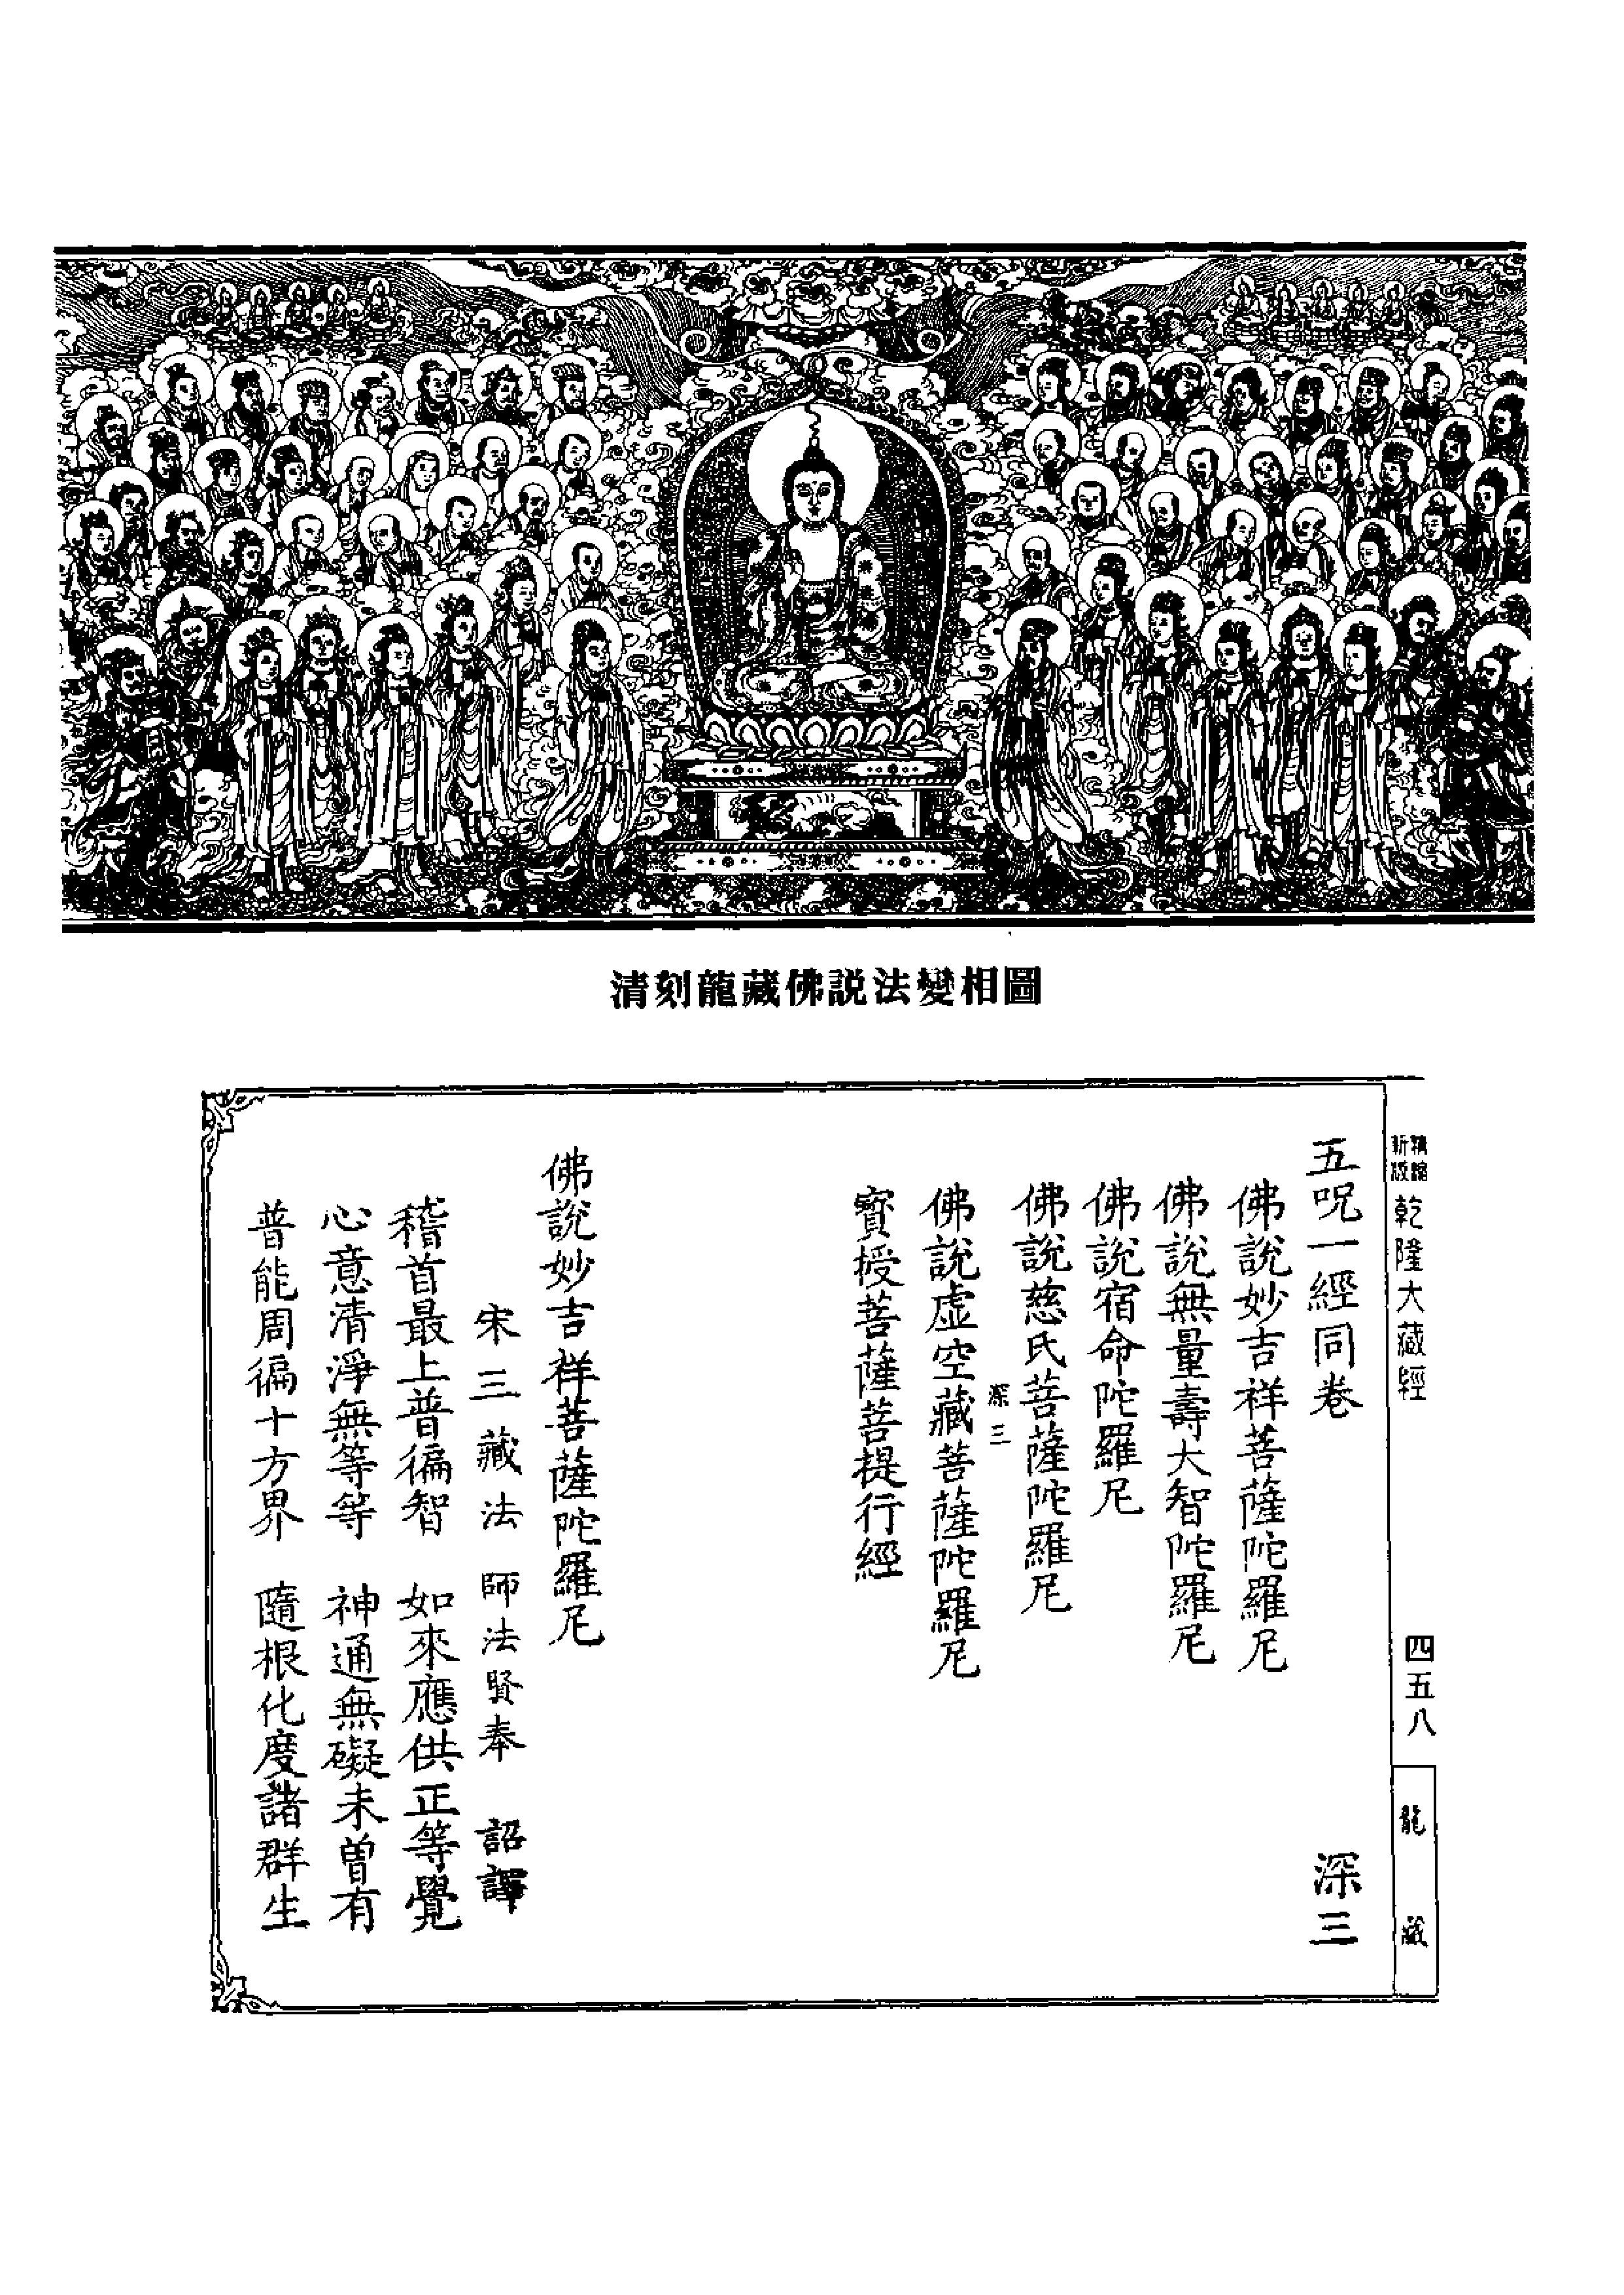 清刻龍藏佛説法變相圖
新版精縮
乾隆大藏經
四五八
龍藏
五呪一經同卷 深三
佛說妙吉祥菩薩陀羅尼
佛說無量壽大智陀羅尼
佛說宿命陀羅尼
佛說慈氏菩薩陀羅尼
深三
佛說虛空藏菩薩陀羅尼
寶授菩薩菩提行經
佛說妙吉祥菩薩陀羅尼
宋三藏法師法賢奉 詔譯
稽首最上普徧智 如來應供正等覺
心意清淨無等等 神通無礙未曾有
普能周徧十方界 隨根化度諸群生